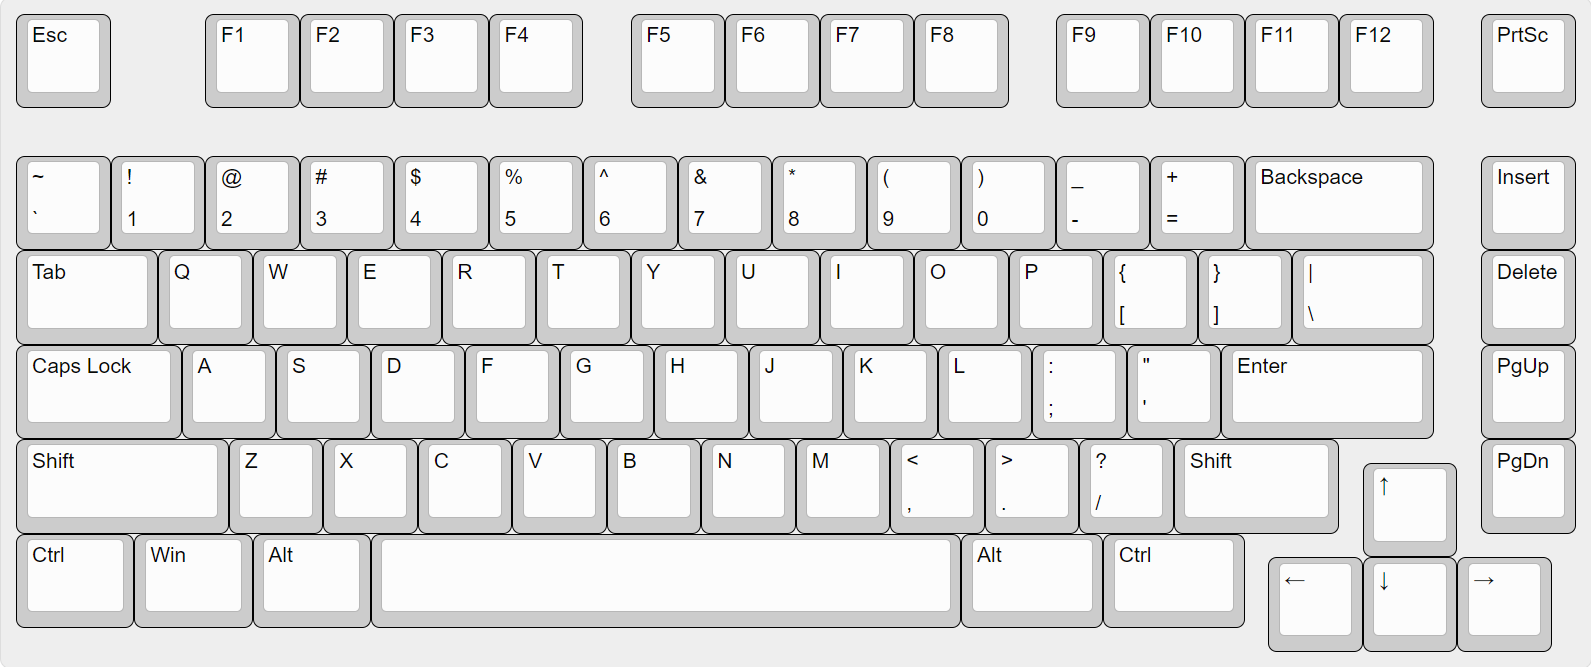 Esc F1 F2 F3 F4 F5 F6 F7 F8 F9 F10 F11 F12 PrtSc
~ ! @ # $ % ^ & * ( ) _ + Backspace Insert
` 1 2 3 4 5 6 7 8 9 0 - =
Tab Q W E R T Y U I O P { } | Delete
[ ] \
Caps Lock A S D F G H J K L : " Enter PgUp
; '
Shift Z X C V B N M < > ? Shift PgDn
, . /
↑
Ctrl Win Alt Alt Ctrl
← ↓ →